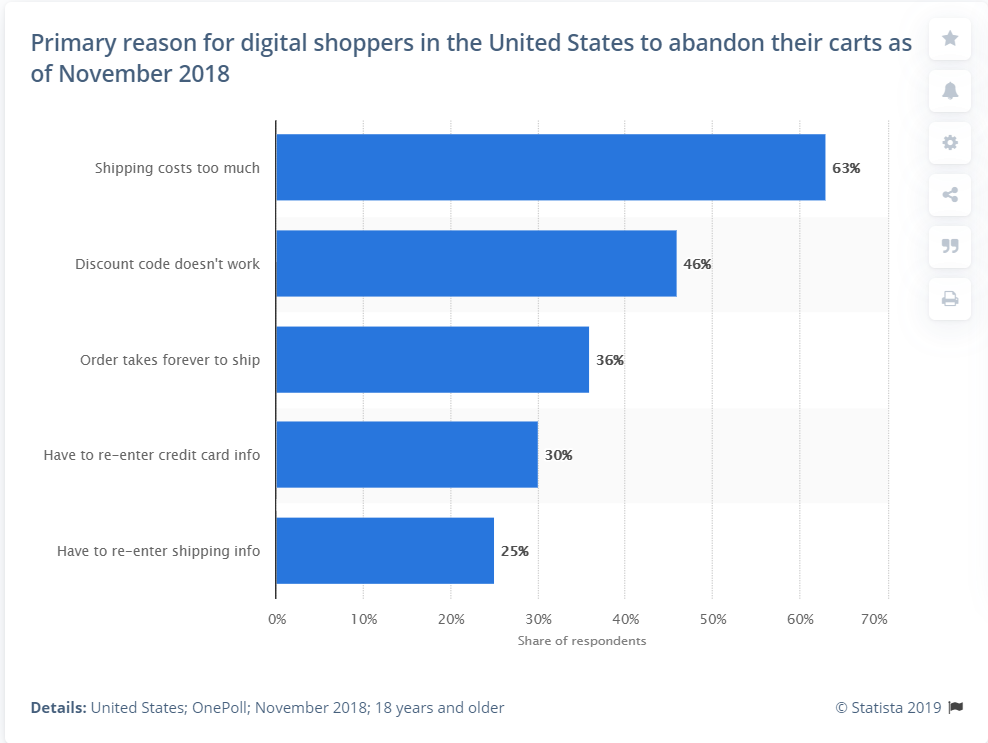 Primary reason for digital shoppers in the United States to abandon their carts as
of November 2018
Shipping costs too much
63%
Discount code doesn't work
46%
Order takes forever to ship
36%
Have to re-enter credit card info
30%
Have to re-enter shipping info
25%
0% 10% 20% 30% 40% 50% 60% 70%
Share of respondents
Details: United States; OnePoll; November 2018; 18 years and older
© Statista 2019